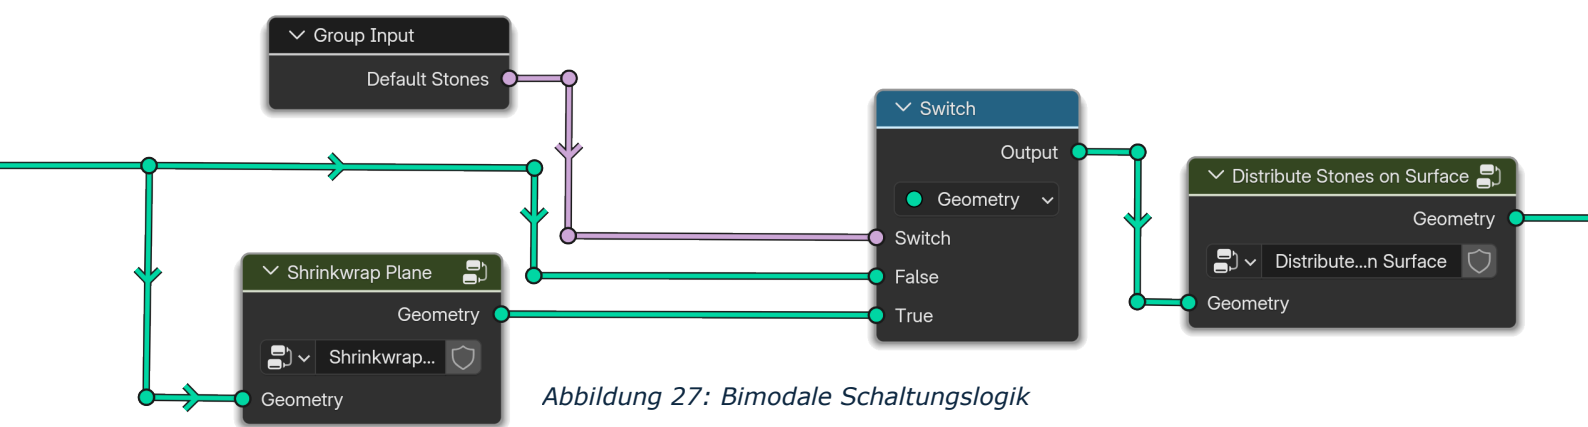 Group Input
Default Stones
Switch
Output
Geometry
Switch
False
True
Distribute Stones on Surface
Geometry
Distribute...n Surface
Geometry
Shrinkwrap Plane
Geometry
Shrinkwrap...
Geometry
Abbildung 27: Bimodale Schaltungslogik